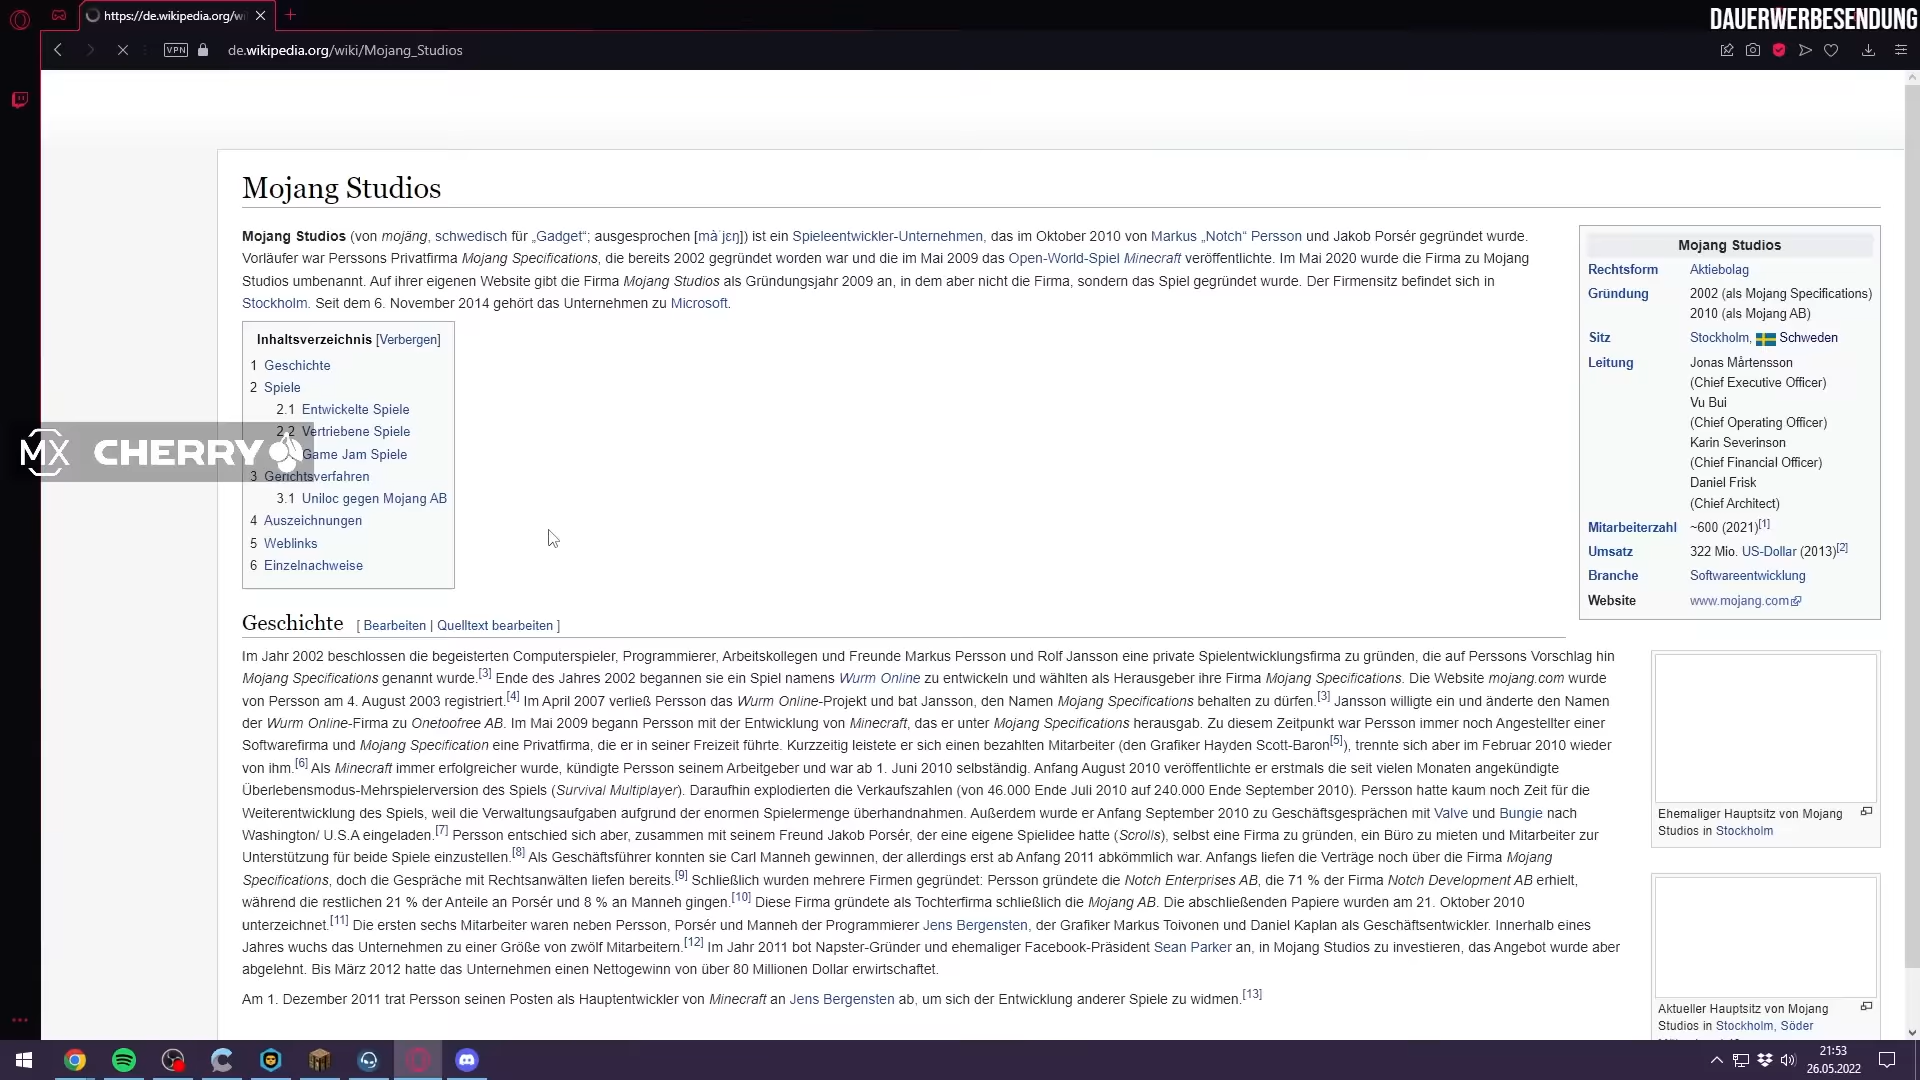 https://de.wikipedia.org/wi
DAUERWERBESENDUNG
VPN
de.wikipedia.org/wiki/Mojang_Studios
Mojang Studios
Mojang Studios (von mojäng, schwedisch für „Gadget“; ausgesprochen [màˈjɛŋ]) ist ein Spieleentwickler-Unternehmen, das im Oktober 2010 von Markus „Notch“ Persson und Jakob Porsér gegründet wurde.
Vorläufer war Perssons Privatfirma Mojang Specifications, die bereits 2002 gegründet worden war und die im Mai 2009 das Open-World-Spiel Minecraft veröffentlichte. Im Mai 2020 wurde die Firma zu Mojang
Studios umbenannt. Auf ihrer eigenen Website gibt die Firma Mojang Studios als Gründungsjahr 2009 an, in dem aber nicht die Firma, sondern das Spiel gegründet wurde. Der Firmensitz befindet sich in
Stockholm. Seit dem 6. November 2014 gehört das Unternehmen zu Microsoft.
Inhaltsverzeichnis [Verbergen]
1 Geschichte
2 Spiele
2.1 Entwickelte Spiele
2.2 Vertriebene Spiele
Game Jam Spiele
3 Gerichtsverfahren
3.1 Uniloc gegen Mojang AB
4 Auszeichnungen
5 Weblinks
6 Einzelnachweise
MX CHERRY
Mojang Studios
Rechtsform Aktiebolag
Gründung 2002 (als Mojang Specifications)
2010 (als Mojang AB)
Sitz Stockholm, Schweden
Leitung Jonas Mårtensson
(Chief Executive Officer)
Vu Bui
(Chief Operating Officer)
Karin Severinson
(Chief Financial Officer)
Daniel Frisk
(Chief Architect)
Mitarbeiterzahl ~600 (2021)[1]
Umsatz 322 Mio. US-Dollar (2013)[2]
Branche Softwareentwicklung
Website www.mojang.com
Geschichte [ Bearbeiten | Quelltext bearbeiten ]
Im Jahr 2002 beschlossen die begeisterten Computerspieler, Programmierer, Arbeitskollegen und Freunde Markus Persson und Rolf Jansson eine private Spielentwicklungsfirma zu gründen, die auf Perssons Vorschlag hin
Mojang Specifications genannt wurde.[3] Ende des Jahres 2002 begannen sie ein Spiel namens Wurm Online zu entwickeln und wählten als Herausgeber ihre Firma Mojang Specifications. Die Website mojang.com wurde
von Persson am 4. August 2003 registriert.[4] Im April 2007 verließ Persson das Wurm Online-Projekt und bat Jansson, den Namen Mojang Specifications behalten zu dürfen.[3] Jansson willigte ein und änderte den Namen
der Wurm Online-Firma zu Onetoofree AB. Im Mai 2009 begann Persson mit der Entwicklung von Minecraft, das er unter Mojang Specifications herausgab. Zu diesem Zeitpunkt war Persson immer noch Angestellter einer
Softwarefirma und Mojang Specification eine Privatfirma, die er in seiner Freizeit führte. Kurzzeitig leistete er sich einen bezahlten Mitarbeiter (den Grafiker Hayden Scott-Baron[5]), trennte sich aber im Februar 2010 wieder
von ihm.[6] Als Minecraft immer erfolgreicher wurde, kündigte Persson seinem Arbeitgeber und war ab 1. Juni 2010 selbständig. Anfang August 2010 veröffentlichte er erstmals die seit vielen Monaten angekündigte
Überlebensmodus-Mehrspielerversion des Spiels (Survival Multiplayer). Daraufhin explodierten die Verkaufszahlen (von 46.000 Ende Juli 2010 auf 240.000 Ende September 2010). Persson hatte kaum noch Zeit für die
Weiterentwicklung des Spiels, weil die Verwaltungsaufgaben aufgrund der enormen Spielermenge überhandnahmen. Außerdem wurde er Anfang September 2010 zu Geschäftsgesprächen mit Valve und Bungie nach
Washington/ U.S.A eingeladen.[7] Persson entschied sich aber, zusammen mit seinem Freund Jakob Porsér, der eine eigene Spielidee hatte (Scrolls), selbst eine Firma zu gründen, ein Büro zu mieten und Mitarbeiter zur
Unterstützung für beide Spiele einzustellen.[8] Als Geschäftsführer konnten sie Carl Manneh gewinnen, der allerdings erst ab Anfang 2011 abkömmlich war. Anfangs liefen die Verträge noch über die Firma Mojang
Specifications, doch die Gespräche mit Rechtsanwälten liefen bereits.[9] Schließlich wurden mehrere Firmen gegründet: Persson gründete die Notch Enterprises AB, die 71 % der Firma Notch Development AB erhielt,
während die restlichen 21 % der Anteile an Porsér und 8 % an Manneh gingen.[10] Diese Firma gründete als Tochterfirma schließlich die Mojang AB. Die abschließenden Papiere wurden am 21. Oktober 2010
unterzeichnet.[11] Die ersten sechs Mitarbeiter waren neben Persson, Porsér und Manneh der Programmierer Jens Bergensten, der Grafiker Markus Toivonen und Daniel Kaplan als Geschäftsentwickler. Innerhalb eines
Jahres wuchs das Unternehmen zu einer Größe von zwölf Mitarbeitern.[12] Im Jahr 2011 bot Napster-Gründer und ehemaliger Facebook-Präsident Sean Parker an, in Mojang Studios zu investieren, das Angebot wurde aber
abgelehnt. Bis März 2012 hatte das Unternehmen einen Nettogewinn von über 80 Millionen Dollar erwirtschaftet.
Am 1. Dezember 2011 trat Persson seinen Posten als Hauptentwickler von Minecraft an Jens Bergensten ab, um sich der Entwicklung anderer Spiele zu widmen.[13]
Ehemaliger Hauptsitz von Mojang
Studios in Stockholm
Aktueller Hauptsitz von Mojang
Studios in Stockholm, Söder
21:53
26.05.2022